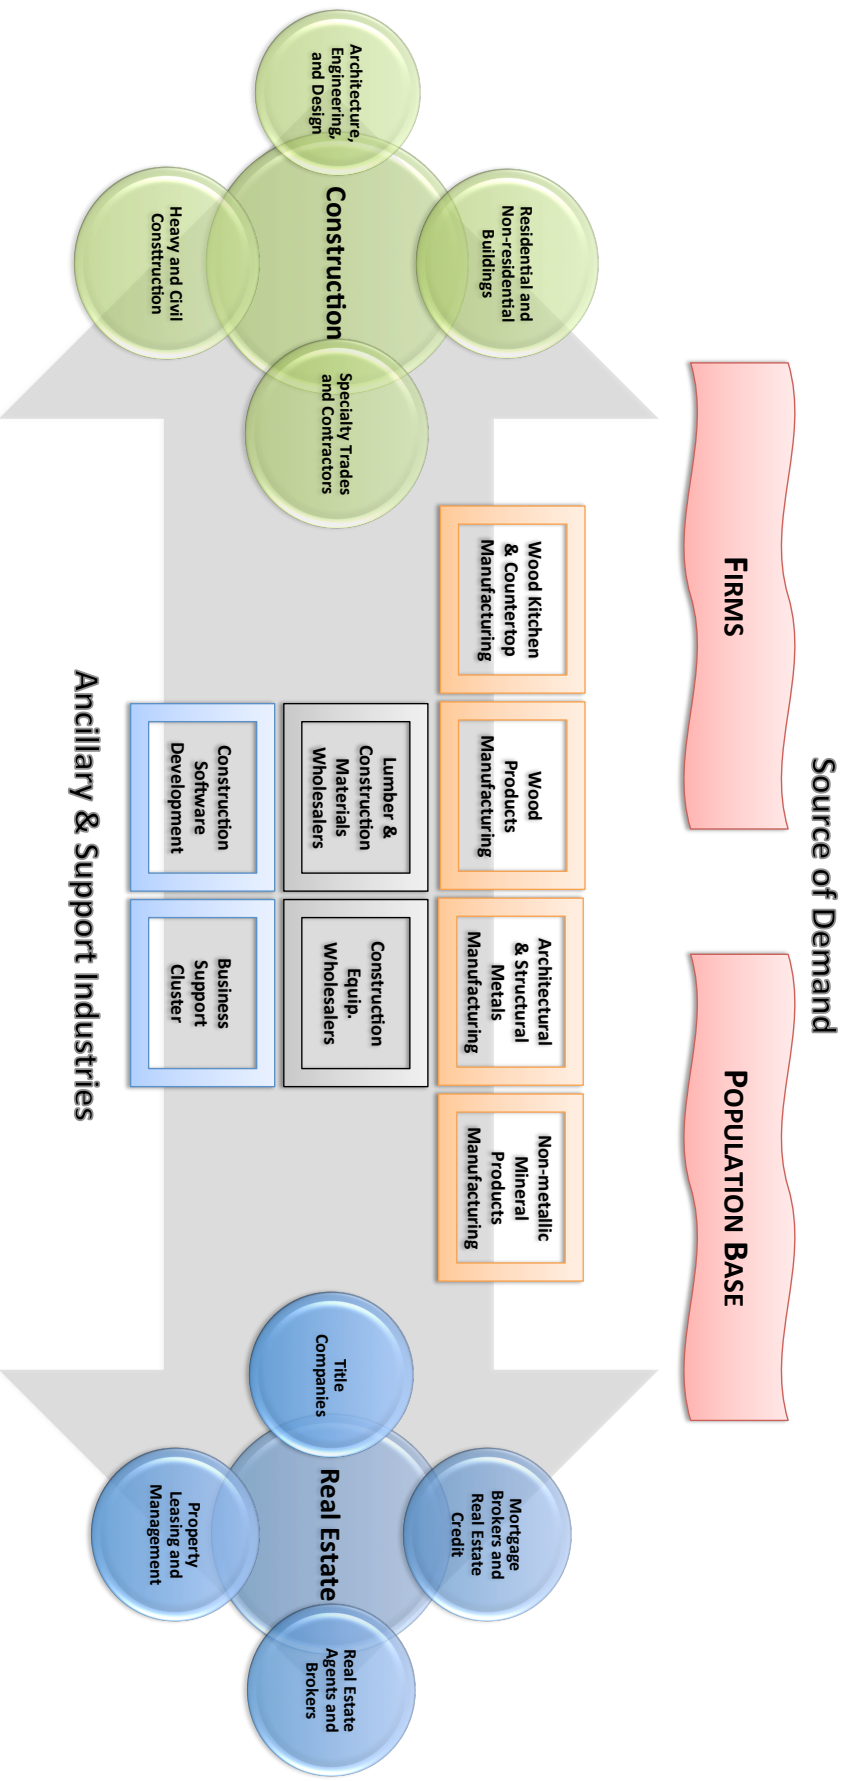 Source of Demand
FIRMS
POPULATION BASE
Residential and
Non-residential
Buildings
Architecture,
Engineering,
and Design
Construction
Specialty Trades
and Contractors
Heavy and Civil
Consttruction
Wood Kitchen
& Countertop
Manufacturing
Wood
Products
Manufacturing
Architectural
& Structural
Metals
Manufacturing
Non-metallic
Mineral
Products
Manufacturing
Lumber &
Construction
Materials
Wholesalers
Construction
Equip.
Wholesalers
Construction
Software
Development
Business
Support
Cluster
Mortgage
Brokers and
Real Estate
Credit
Title
Companies
Real Estate
Real Estate
Agents and
Brokers
Property
Leasing and
Management
Ancillary & Support Industries